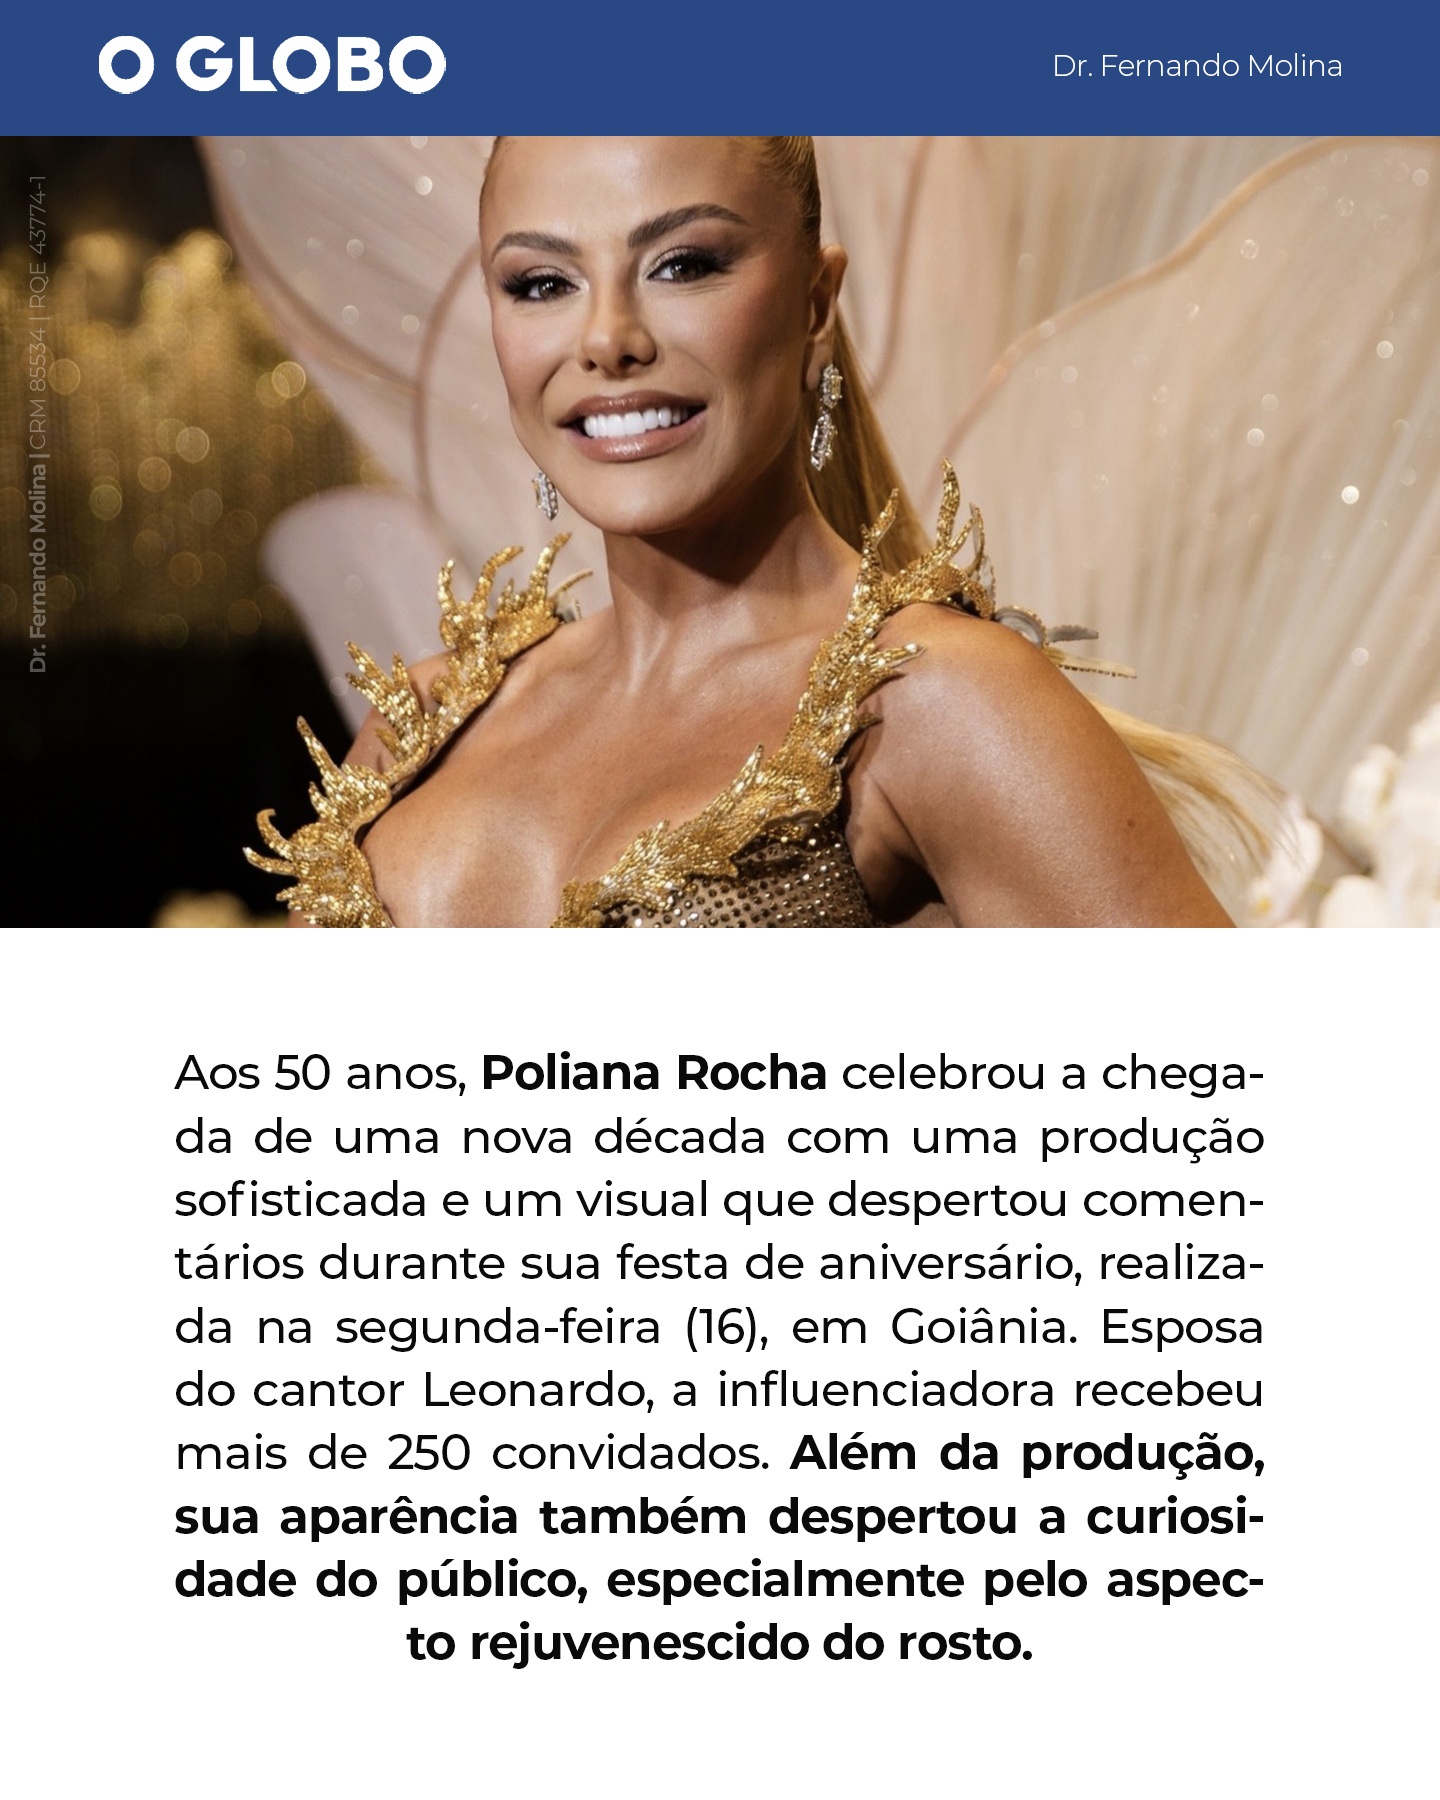 O GLOBO
Dr. Fernando Molina
Dr. Fernando Molina | CRM 85534 | RQE 43774-1
Aos 50 anos, Poliana Rocha celebrou a chega-
da de uma nova década com uma produção
sofisticada e um visual que despertou comen-
tários durante sua festa de aniversário, realiza-
da na segunda-feira (16), em Goiânia. Esposa
do cantor Leonardo, a influenciadora recebeu
mais de 250 convidados. Além da produção,
sua aparência também despertou a curiosi-
dade do público, especialmente pelo aspec-
to rejuvenescido do rosto.